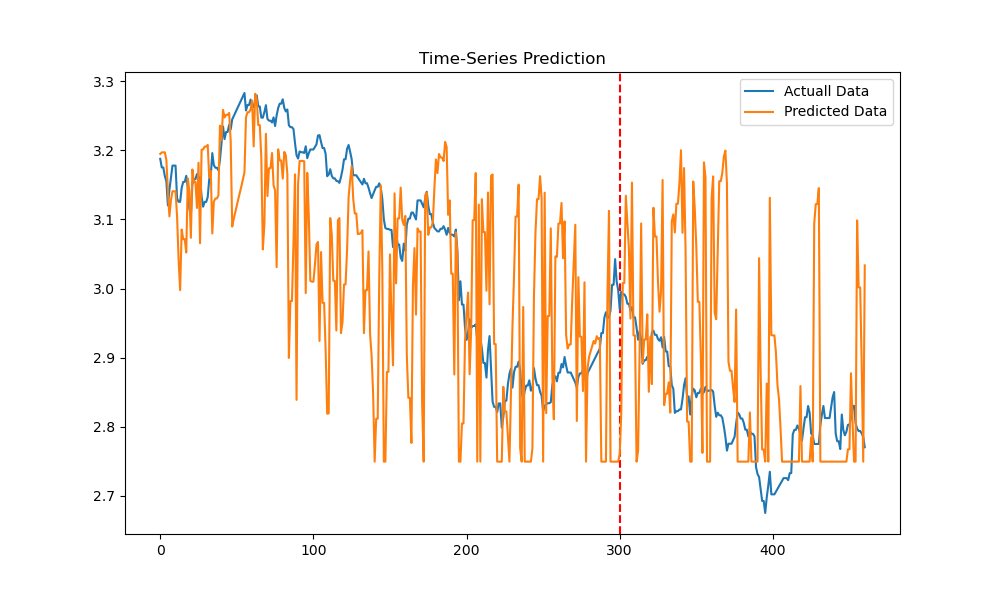 Time-Series Prediction
Actuall Data
Predicted Data
3.3
3.2
3.1
3.0
2.9
2.8
2.7
0 100 200 300 400